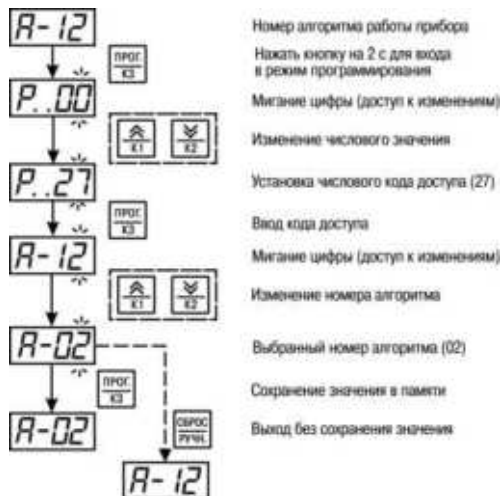 A-12
Номер алгоритма работы прибора
ПРОГ.
К3
Нажать кнопку на 2 с для входа
в режим программирования
P..00
Мигание цифры (доступ к изменениям)
К1 К2
Изменение числового значения
P..27
Установка числового кода доступа (27)
ПРОГ.
К3
Ввод кода доступа
A-12
Мигание цифры (доступ к изменениям)
К1 К2
Изменение номера алгоритма
A-02
Выбранный номер алгоритма (02)
ПРОГ.
К3
Сохранение значения в памяти
СБРОС
РУЧН.
A-02
Выход без сохранения значения
A-12